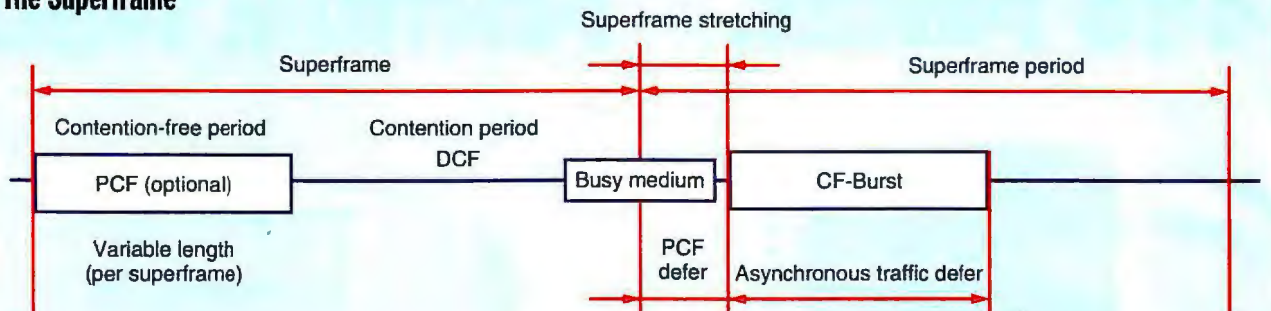 The Superframe
Superframe stretching
Superframe
Superframe period
Contention-free period
Contention period
DCF
PCF (optional)
Busy medium
CF-Burst
Variable length
(per superframe)
PCF
defer
Asynchronous traffic defer